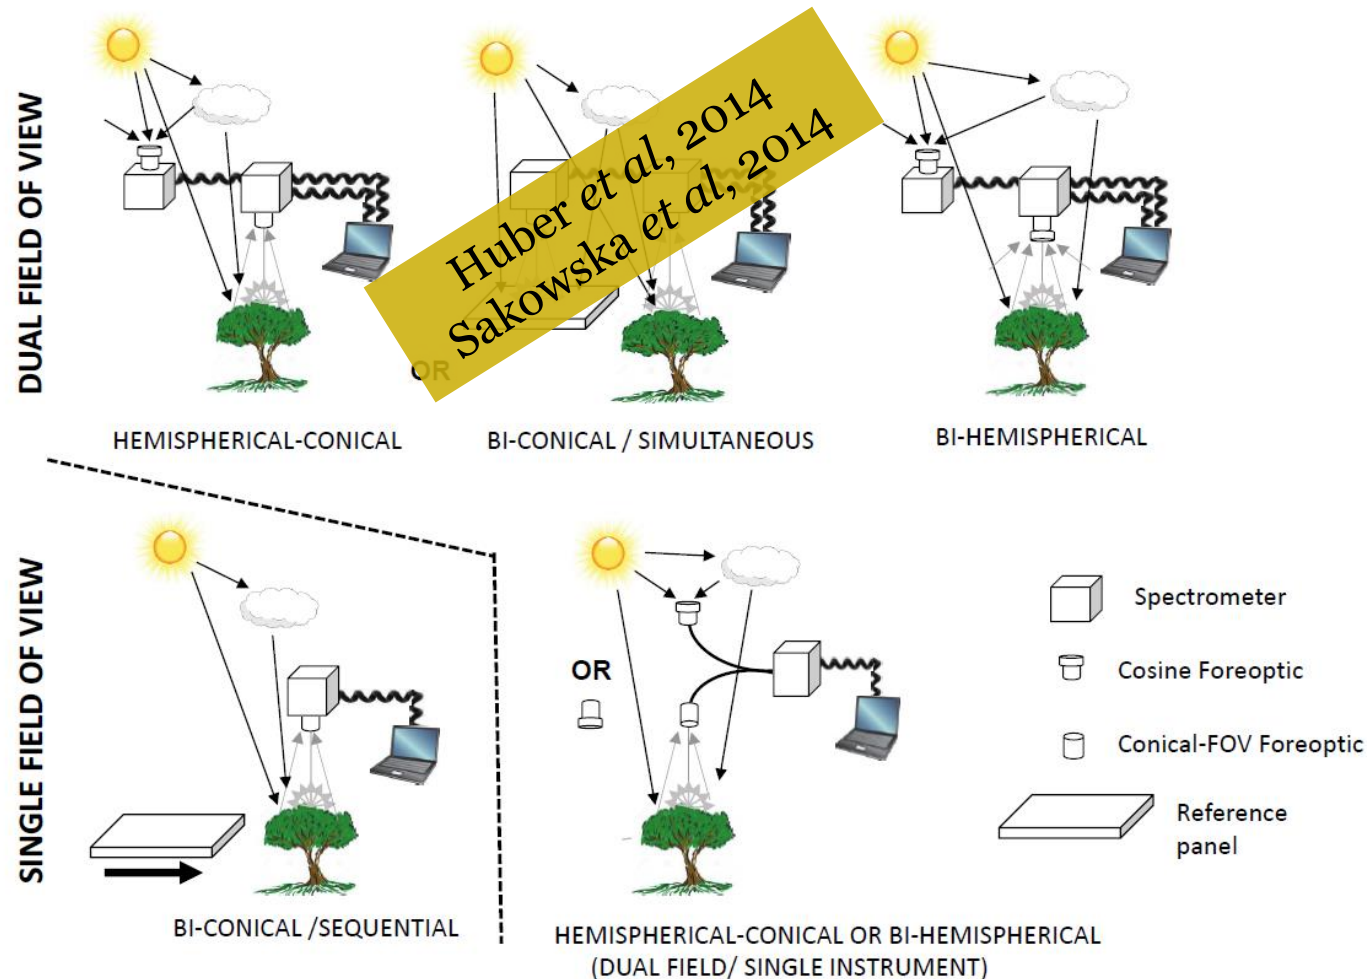 DUAL FIELD OF VIEW
Huber et al, 2014
Sakowska et al, 2014
OR
HEMISPHERICAL-CONICAL
BI-CONICAL / SIMULTANEOUS
BI-HEMISPHERICAL
SINGLE FIELD OF VIEW
OR
Spectrometer
Cosine Foreoptic
Conical-FOV Foreoptic
Reference
panel
BI-CONICAL /SEQUENTIAL
HEMISPHERICAL-CONICAL OR BI-HEMISPHERICAL
(DUAL FIELD/ SINGLE INSTRUMENT)